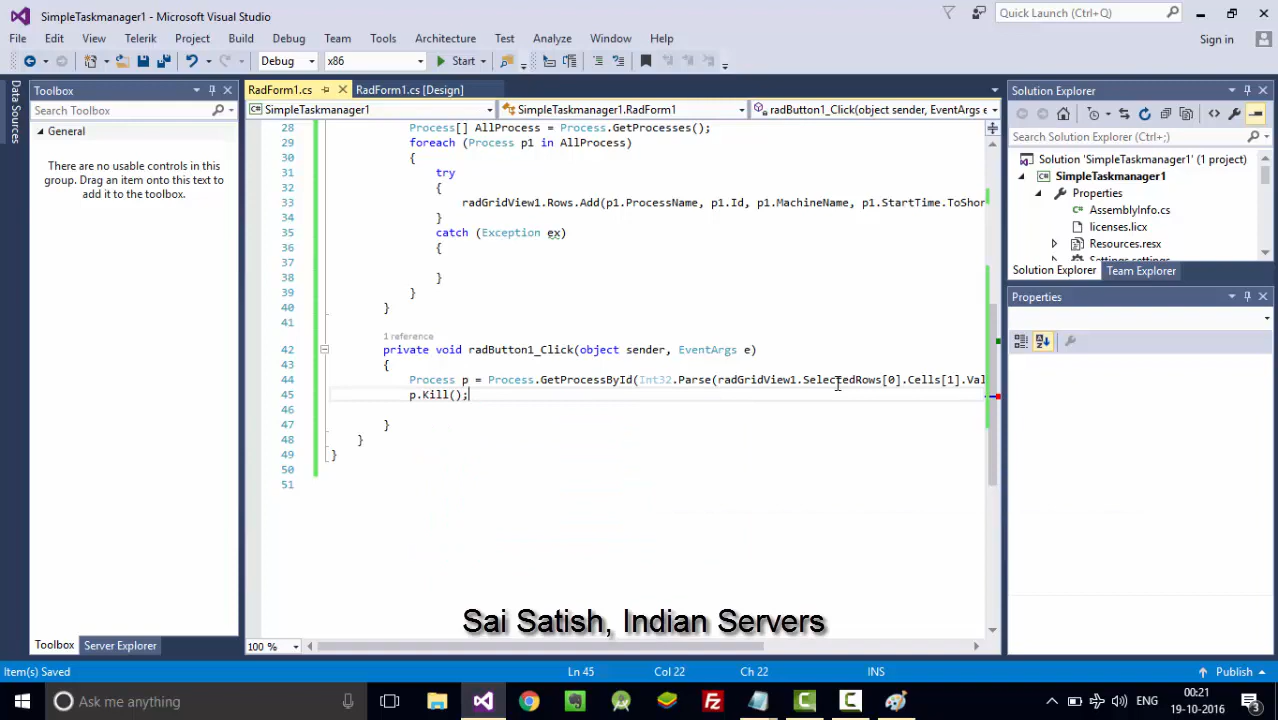 SimpleTaskmanager1 - Microsoft Visual Studio
Quick Launch (Ctrl+Q)
File Edit View Telerik Project Build Debug Team Tools Architecture Test Analyze Window Help
Sign in
Debug x86 Start
Data Sources
Toolbox
Search Toolbox
General
There are no usable controls in this
group. Drag an item onto this text to
add it to the toolbox.
Toolbox Server Explorer
RadForm1.cs RadForm1.cs [Design]
SimpleTaskmanager1 SimpleTaskmanager1.RadForm1 radButton1_Click(object sender, EventArgs e
28 Process[] AllProcess = Process.GetProcesses();
29 foreach (Process p1 in AllProcess)
30 {
31 try
32 {
33 radGridView1.Rows.Add(p1.ProcessName, p1.Id, p1.MachineName, p1.StartTime.ToShor
34 }
35 catch (Exception ex)
36 {
37
38 }
39 }
40 }
41
1 reference
42 private void radButton1_Click(object sender, EventArgs e)
43 {
44 Process p = Process.GetProcessById(Int32.Parse(radGridView1.SelectedRows[0].Cells[1].Val
45 p.Kill();
46
47 }
48 }
49 }
50
51
100 %
Solution Explorer
Search Solution Explorer (Ctrl+;)
Solution 'SimpleTaskmanager1' (1 project)
SimpleTaskmanager1
Properties
AssemblyInfo.cs
licenses.licx
Resources.resx
Settings.settings
Solution Explorer Team Explorer
Properties
Sai Satish, Indian Servers
Item(s) Saved Ln 45 Col 22 Ch 22 INS Publish
Ask me anything
ENG
00:21
19-10-2016
3